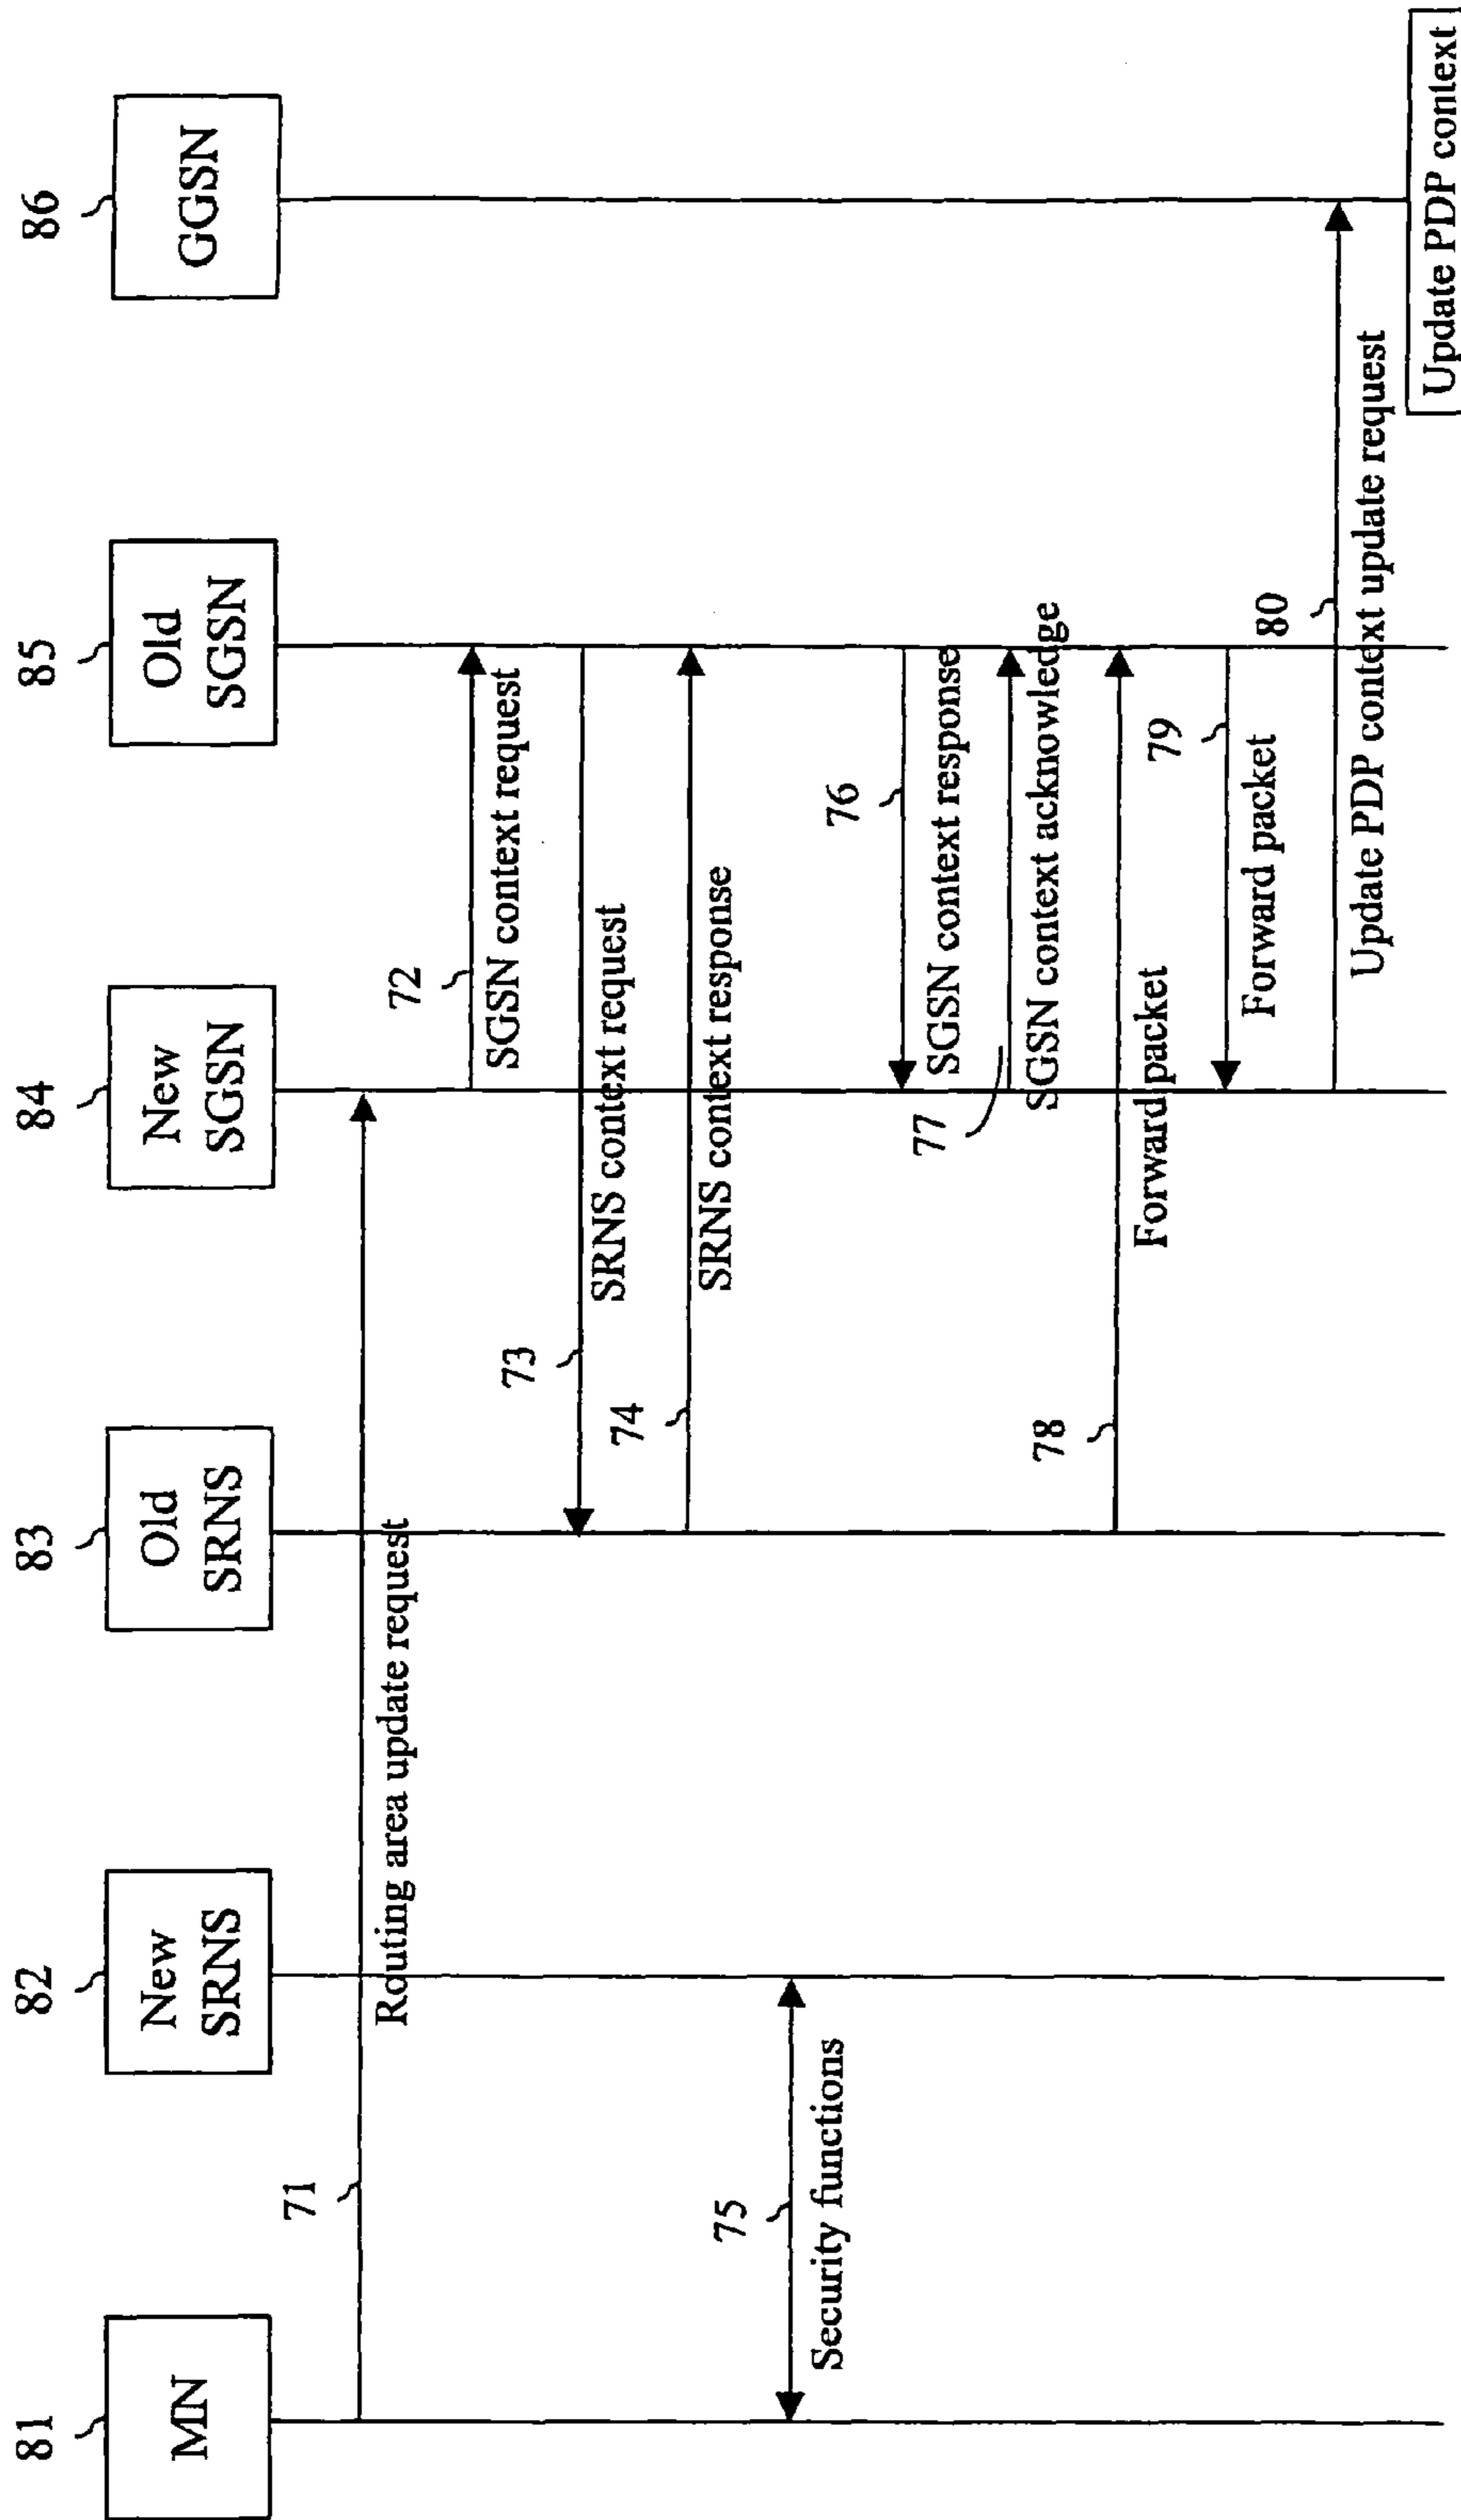 81
MN
82
New
SRNS
83
Old
SRNS
84
New
SGSN
85
Old
SGSN
86
GGSN
71
Routing area update request
72
SGSN context request
73
SRNS context request
74
SRNS context response
75
Security functions
76
SGSN context response
77
SGSN context acknowledge
78
Forward packet
79
Forward packet
80
Update PDP context update request
Update PDP context